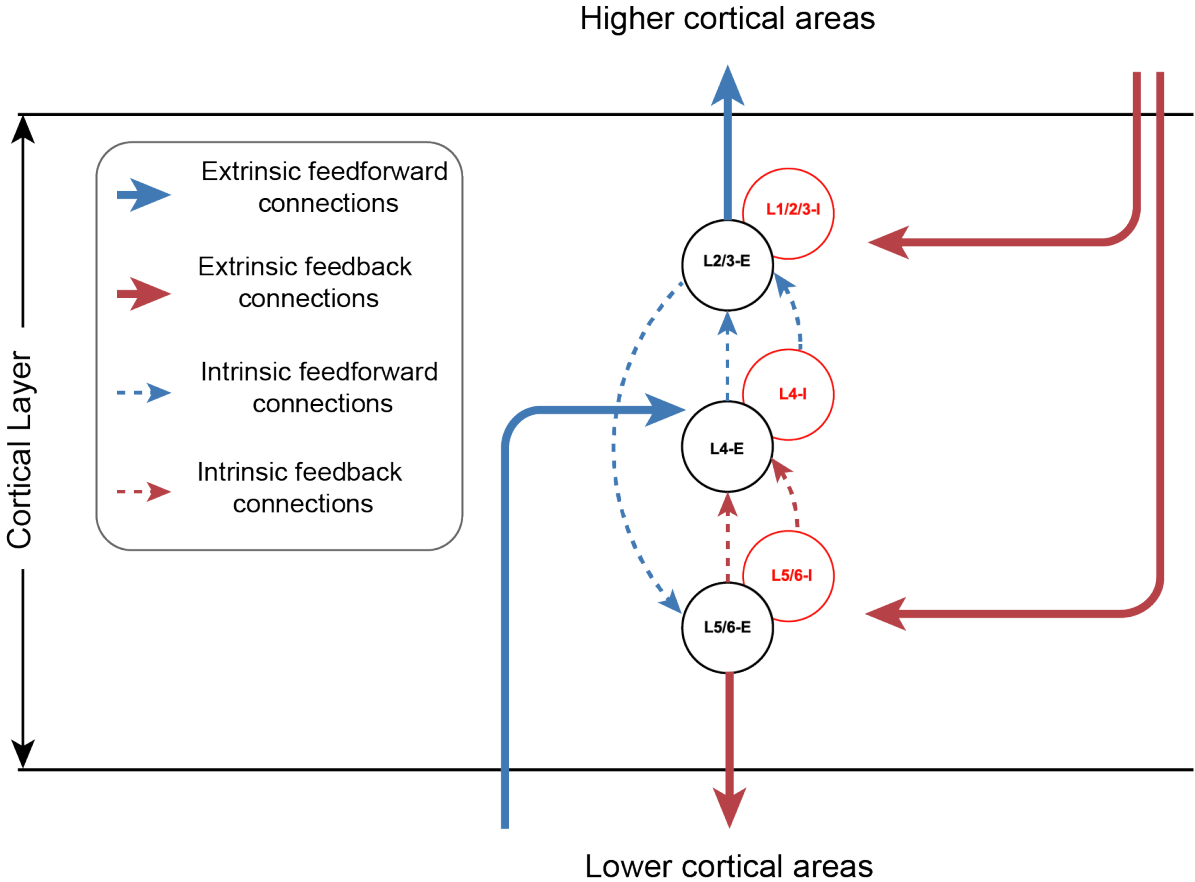 Higher cortical areas
Extrinsic feedforward
connections
Extrinsic feedback
connections
Intrinsic feedforward
connections
Intrinsic feedback
connections
Cortical Layer
L1/2/3-I
L2/3-E
L4-I
L4-E
L5/6-I
L5/6-E
Lower cortical areas